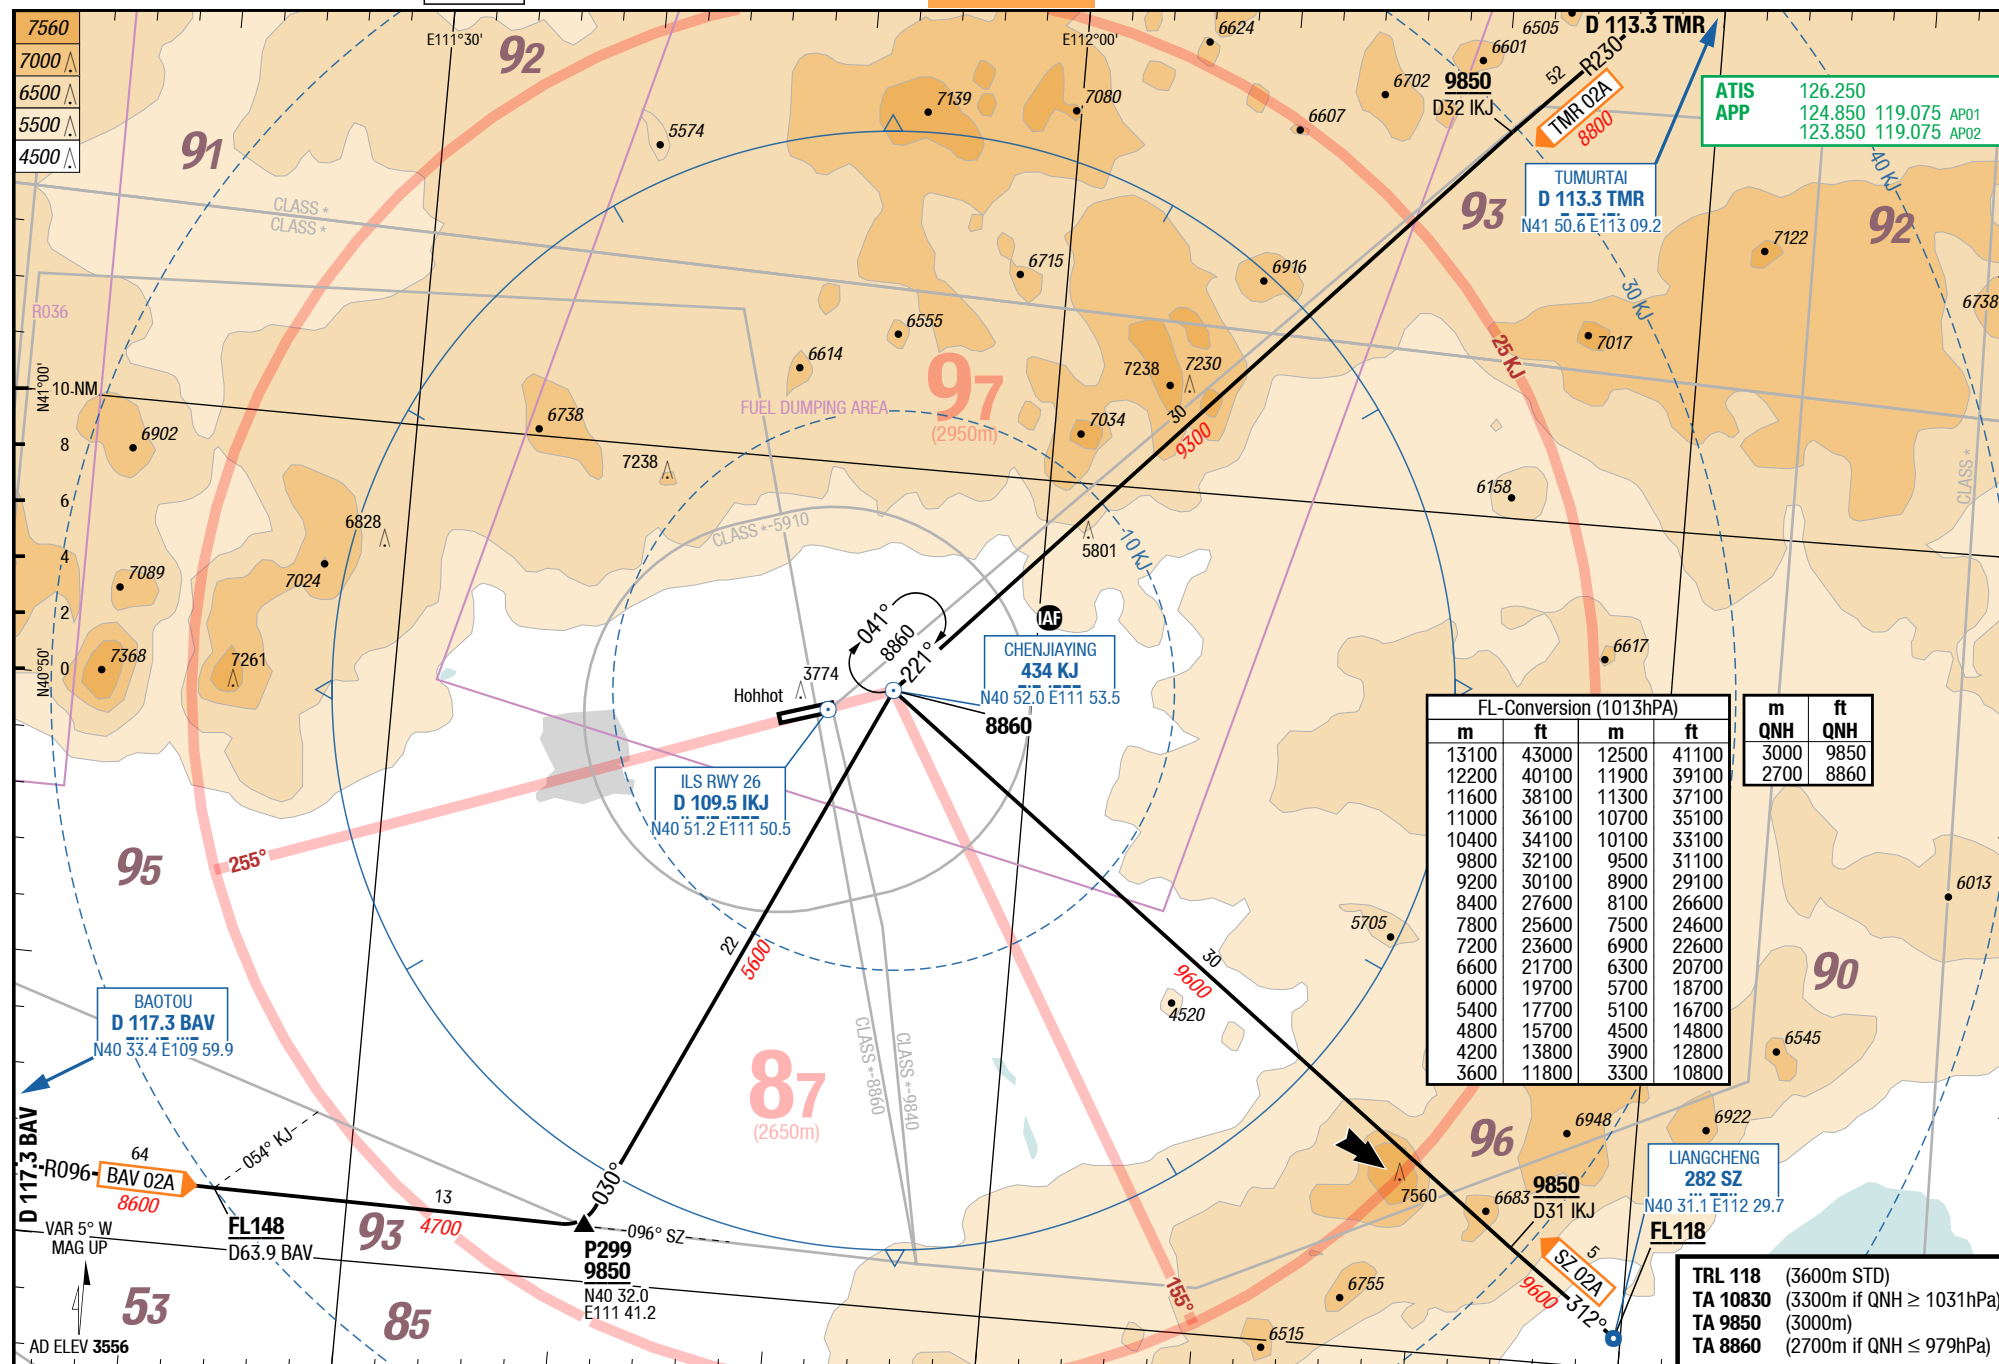 7560
7000
6500
5500
4500
E111°30'
E112°00'
92
91
93
92
97
(2950m)
95
87
(2650m)
93
53
85
96
90
6624
6505
6601
6702
6607
7139
7080
5574
6715
6916
6555
6614
7238
7230
7034
6738
7238
6902
6828
7024
7089
7368
7261
3774
5801
6158
7122
7017
6738
6617
5705
4520
6013
6545
6948
6922
7560
6683
6755
6515
D 113.3 TMR
R230
52
9850
D32 IKJ
TMR 02A
8800
ATIS 126.250
APP 124.850 119.075 AP01
123.850 119.075 AP02
TUMURTAI
D 113.3 TMR
N41 50.6 E113 09.2
40 KJ
30 KJ
25 KJ
10 KJ
CLASS *
CLASS *
R036
N41°00'
10 NM
8
6
4
2
0
N40°50'
FUEL DUMPING AREA
30
9300
CLASS *-5910
CLASS *
041°
8860
221°
IAF
CHENJIAYING
434 KJ
N40 52.0 E111 53.5
8860
Hohhot
ILS RWY 26
D 109.5 IKJ
N40 51.2 E111 50.5
255°
155°
22
5600
30
9600
CLASS *-8860
CLASS *-9840
FL-Conversion (1013hPA)
m ft m ft
13100 43000 12500 41100
12200 40100 11900 39100
11600 38100 11300 37100
11000 36100 10700 35100
10400 34100 10100 33100
9800 32100 9500 31100
9200 30100 8900 29100
8400 27600 8100 26600
7800 25600 7500 24600
7200 23600 6900 22600
6600 21700 6300 20700
6000 19700 5700 18700
5400 17700 5100 16700
4800 15700 4500 14800
4200 13800 3900 12800
3600 11800 3300 10800
m ft
QNH QNH
3000 9850
2700 8860
BAOTOU
D 117.3 BAV
N40 33.4 E109 59.9
D 117.3 BAV
R096
64
BAV 02A
8600
054° KJ
13
4700
FL148
D63.9 BAV
030°
096° SZ
P299
9850
N40 32.0
E111 41.2
VAR 5° W
MAG UP
AD ELEV 3556
9850
D31 IKJ
LIANGCHENG
282 SZ
N40 31.1 E112 29.7
FL118
SZ 02A
5
9600
312°
TRL 118 (3600m STD)
TA 10830 (3300m if QNH ≥ 1031hPa)
TA 9850 (3000m)
TA 8860 (2700m if QNH ≤ 979hPa)